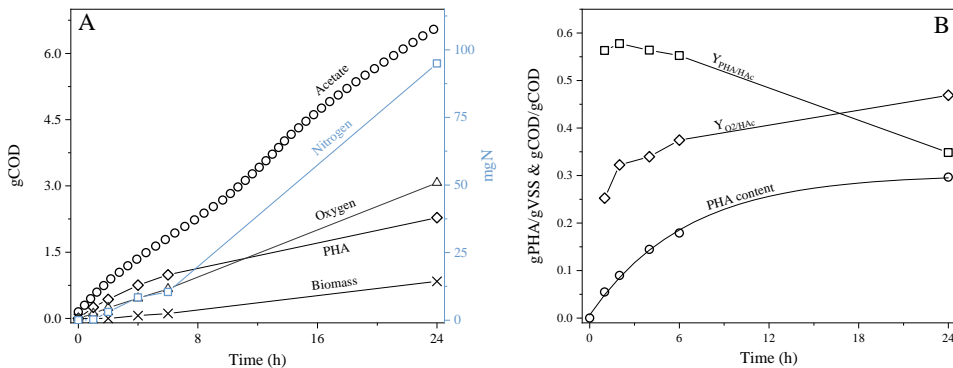 A
Acetate
Nitrogen
Oxygen
PHA
Biomass
gCOD
6.0
4.5
3.0
1.5
0.0
mgN
100
75
50
25
0
0 8 16 24
Time (h)
B
Y_PHA/HAc
Y_O2/HAc
PHA content
gPHA/gVSS & gCOD/gCOD
0.6
0.5
0.4
0.3
0.2
0.1
0.0
0 6 12 18 24
Time (h)